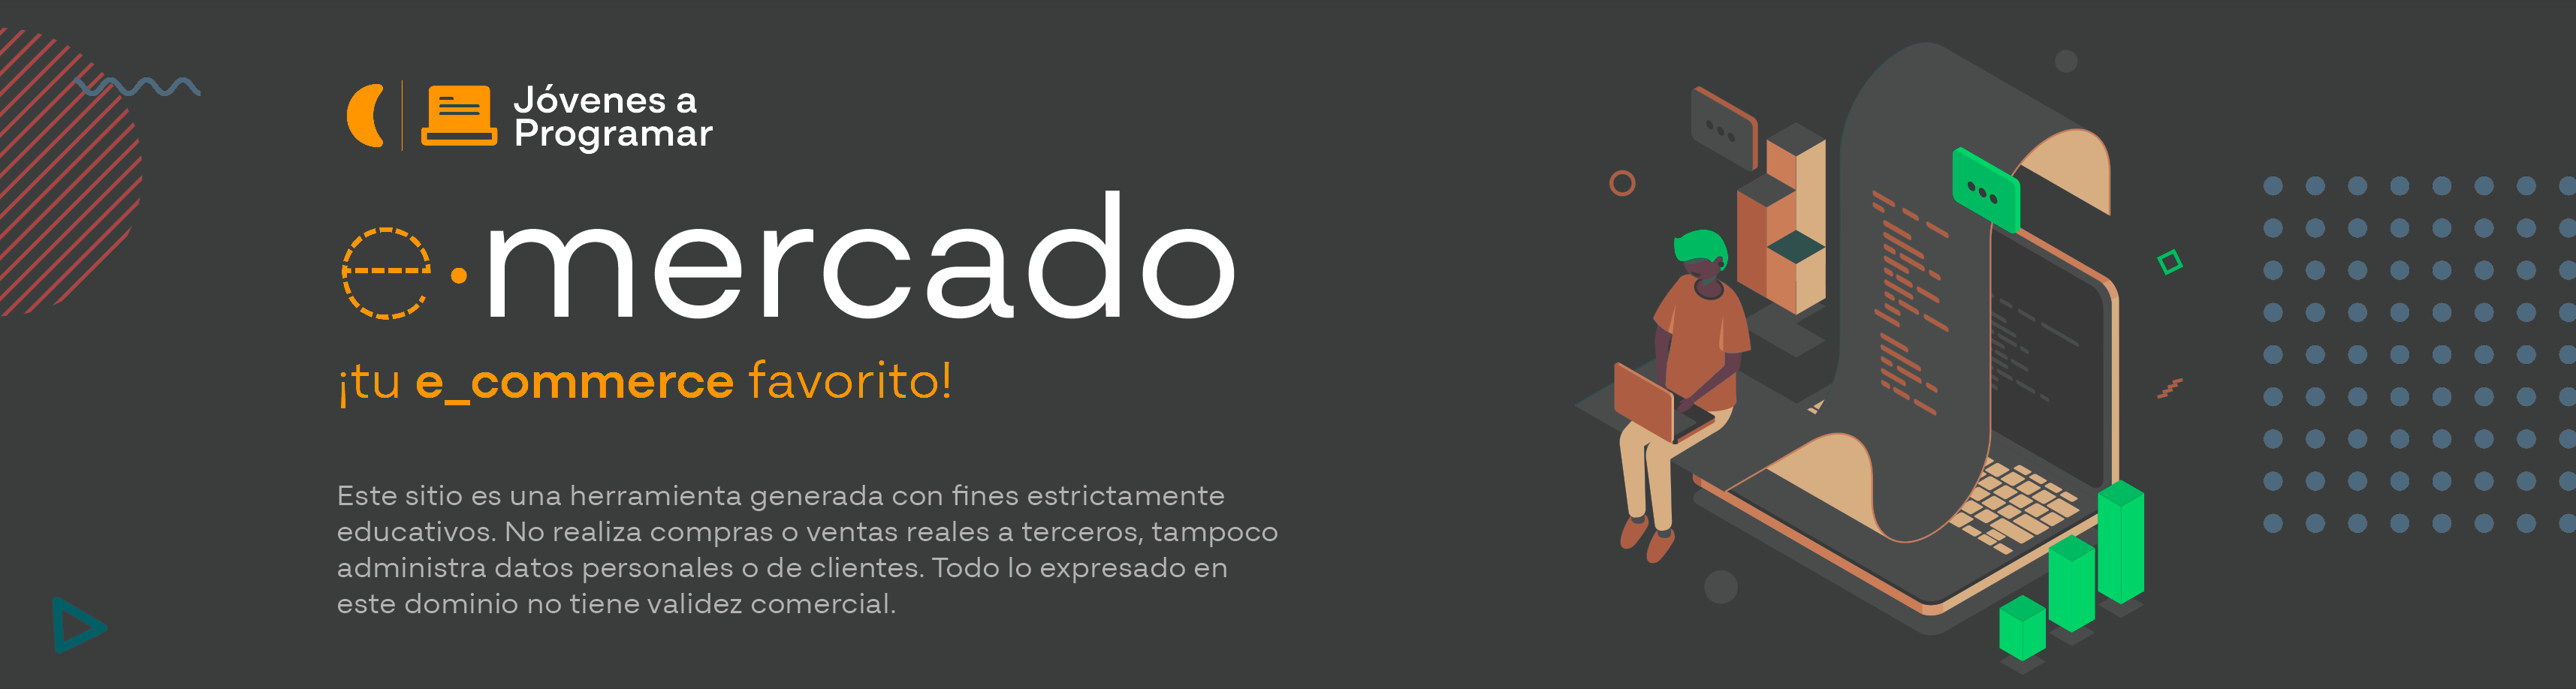 Jóvenes a
Programar
e·mercado
¡tu e_commerce favorito!
Este sitio es una herramienta generada con fines estrictamente
educativos. No realiza compras o ventas reales a terceros, tampoco
administra datos personales o de clientes. Todo lo expresado en
este dominio no tiene validez comercial.